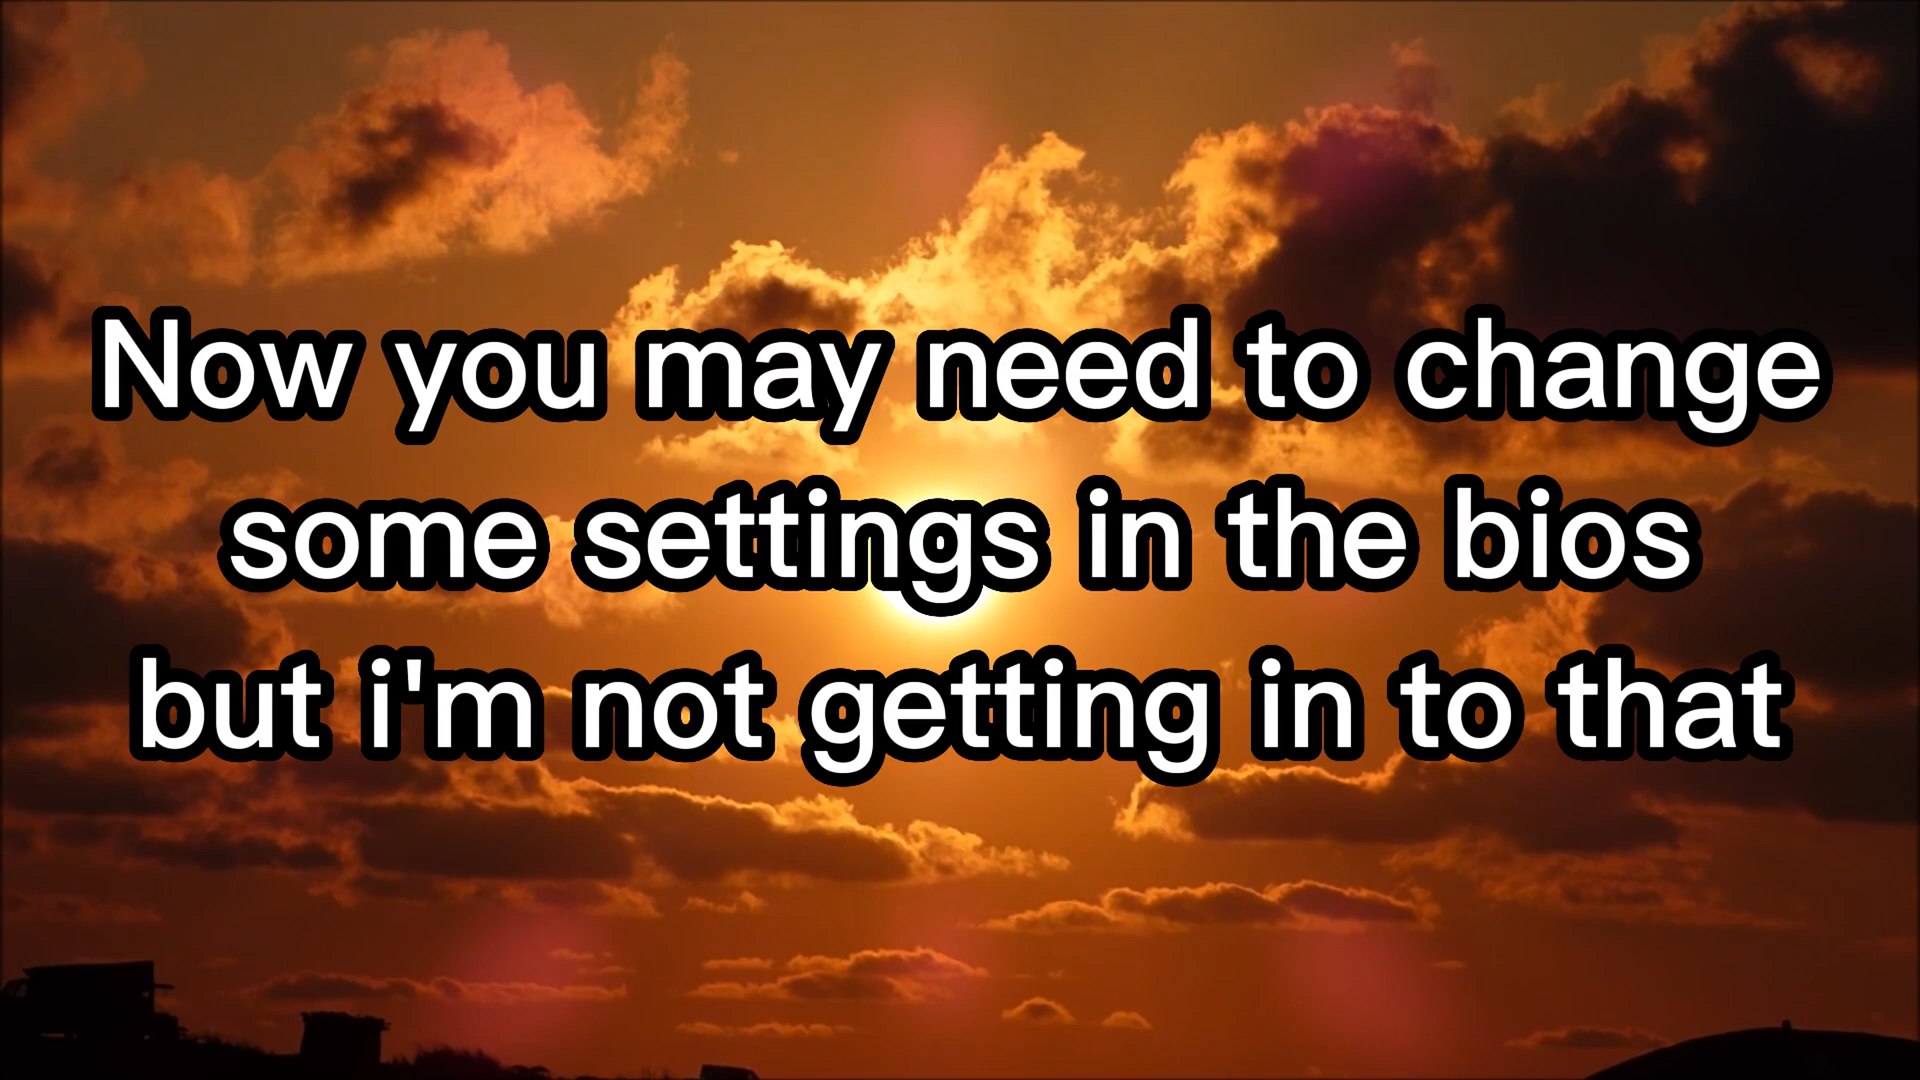 Now you may need to change
some settings in the bios
but i'm not getting in to that